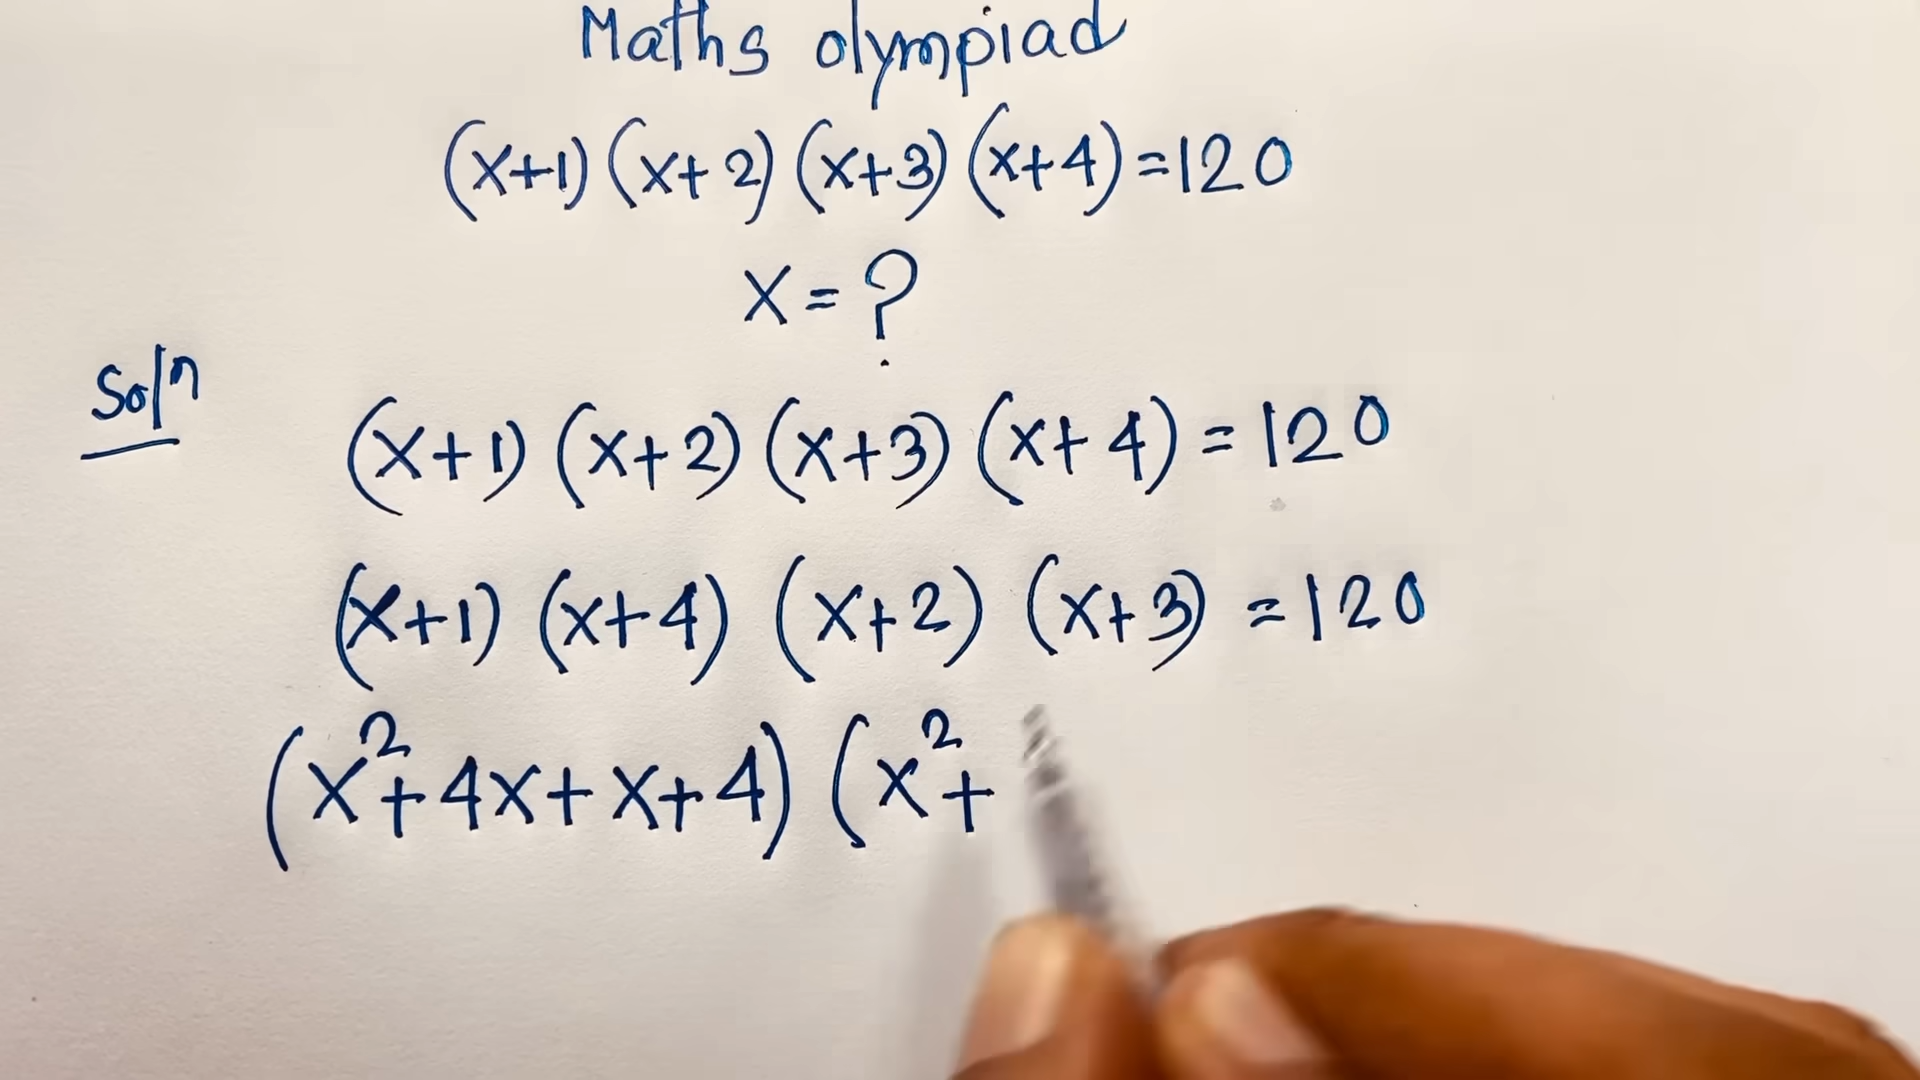 Maths olympiad
(x+1)(x+2)(x+3)(x+4)=120
x=?
Solⁿ
(x+1)(x+2)(x+3)(x+4)=120
(x+1)(x+4)(x+2)(x+3)=120
(x²+4x+x+4)(x²+